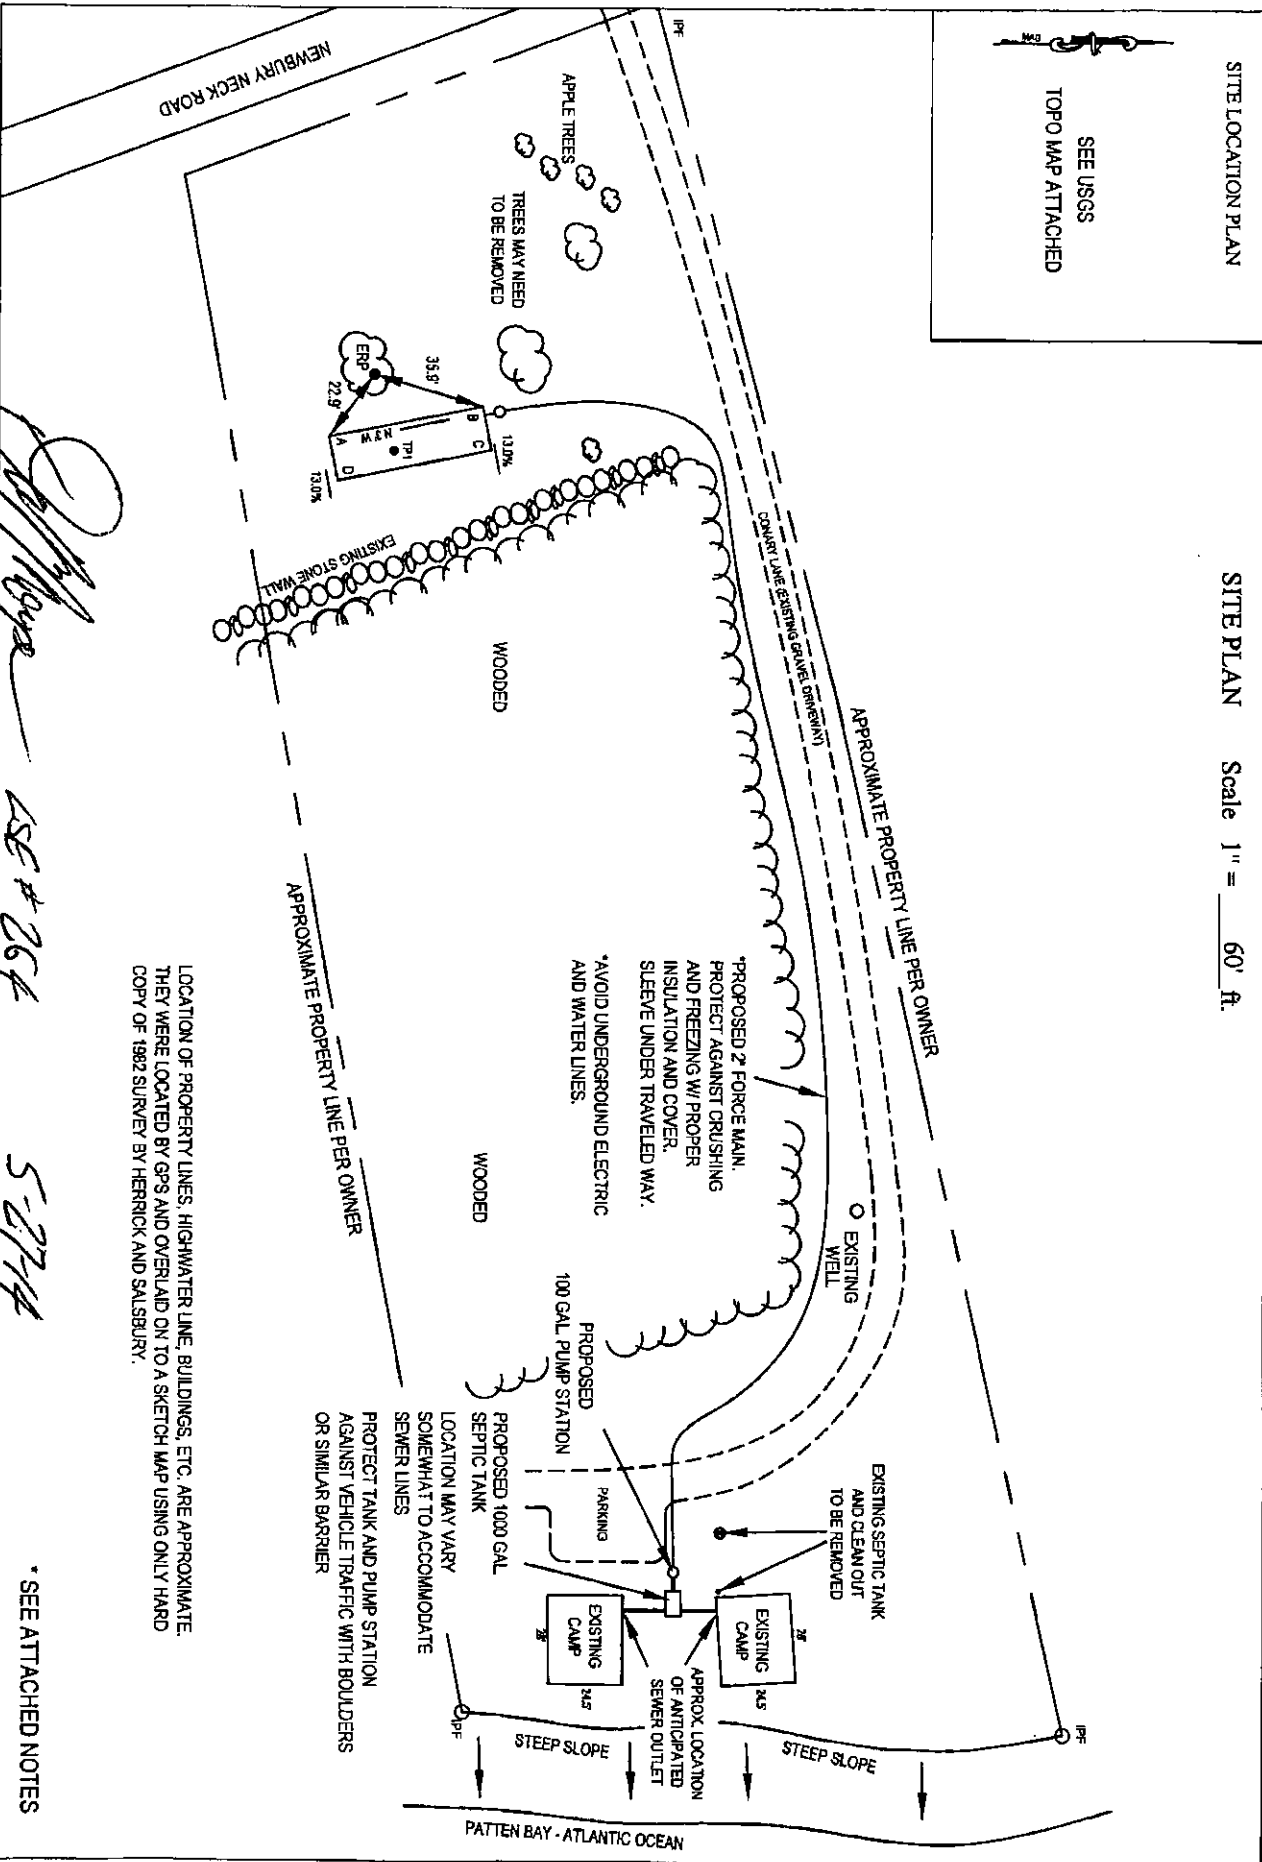 SITE LOCATION PLAN
SITE PLAN Scale 1" = 60' ft.
SEE USGS
TOPO MAP ATTACHED
MAG
IPF
NEWBURY NECK ROAD
APPLE TREES
TREES MAY NEED
TO BE REMOVED
ERP
35.9'
22.9'
A
B
C
D
N3°W
TP1
13.0%
13.0%
EXISTING STONE WALL
CONARY LANE (EXISTING GRAVEL DRIVEWAY)
APPROXIMATE PROPERTY LINE PER OWNER
WOODED
*PROPOSED 2" FORCE MAIN.
PROTECT AGAINST CRUSHING
AND FREEZING W/ PROPER
INSULATION AND COVER.
SLEEVE UNDER TRAVELED WAY.
*AVOID UNDERGROUND ELECTRIC
AND WATER LINES.
APPROXIMATE PROPERTY LINE PER OWNER
WOODED
EXISTING
WELL
PROPOSED
100 GAL PUMP STATION
PROPOSED 1000 GAL
SEPTIC TANK
LOCATION MAY VARY
SOMEWHAT TO ACCOMMODATE
SEWER LINES
PROTECT TANK AND PUMP STATION
AGAINST VEHICLE TRAFFIC WITH BOULDERS
OR SIMILAR BARRIER
PARKING
EXISTING SEPTIC TANK
AND CLEAN OUT
TO BE REMOVED
EXISTING
CAMP
24.5'
EXISTING
CAMP
28'
24.5'
APPROX. LOCATION
OF ANTICIPATED
SEWER OUTLET
IPF
IPF
STEEP SLOPE
STEEP SLOPE
PATTEN BAY - ATLANTIC OCEAN
LOCATION OF PROPERTY LINES, HIGHWATER LINE, BUILDINGS, ETC. ARE APPROXIMATE.
THEY WERE LOCATED BY GPS AND OVERLAID ON TO A SKETCH MAP USING ONLY HARD
COPY OF 1982 SURVEY BY HERRICK AND SALSBURY.
LSE # 264 5-27-14
* SEE ATTACHED NOTES